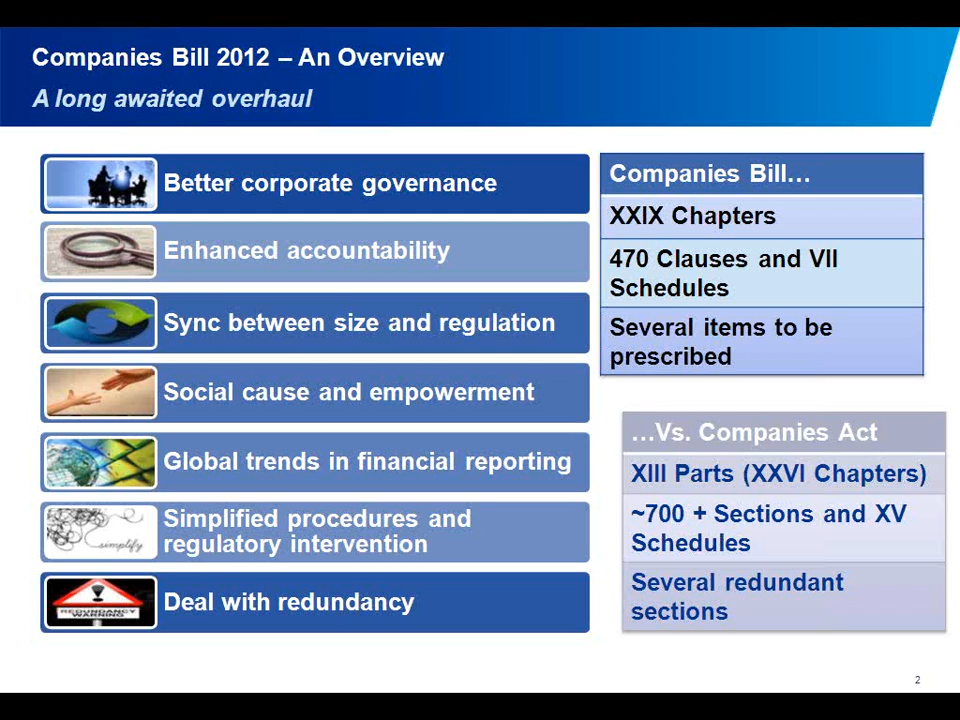 Companies Bill 2012 – An Overview
A long awaited overhaul
Better corporate governance
Enhanced accountability
Sync between size and regulation
Social cause and empowerment
Global trends in financial reporting
simplify
Simplified procedures and
regulatory intervention
REDUNDANCY
WARNING
Deal with redundancy
Companies Bill…
XXIX Chapters
470 Clauses and VII
Schedules
Several items to be
prescribed
…Vs. Companies Act
XIII Parts (XXVI Chapters)
~700 + Sections and XV
Schedules
Several redundant
sections
2